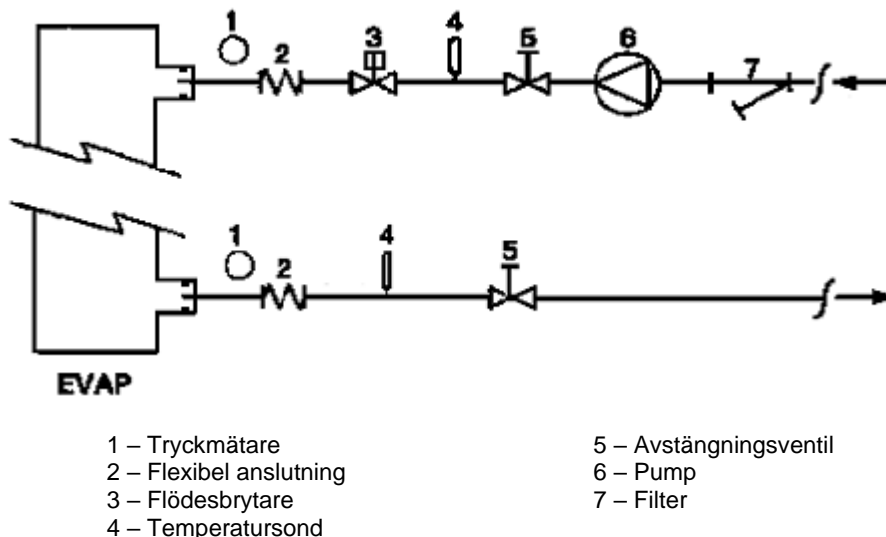 1 2 3 4 5 6 7
1 2 4 5
EVAP
1 – Tryckmätare
2 – Flexibel anslutning
3 – Flödesbrytare
4 – Temperatursond
5 – Avstängningsventil
6 – Pump
7 – Filter